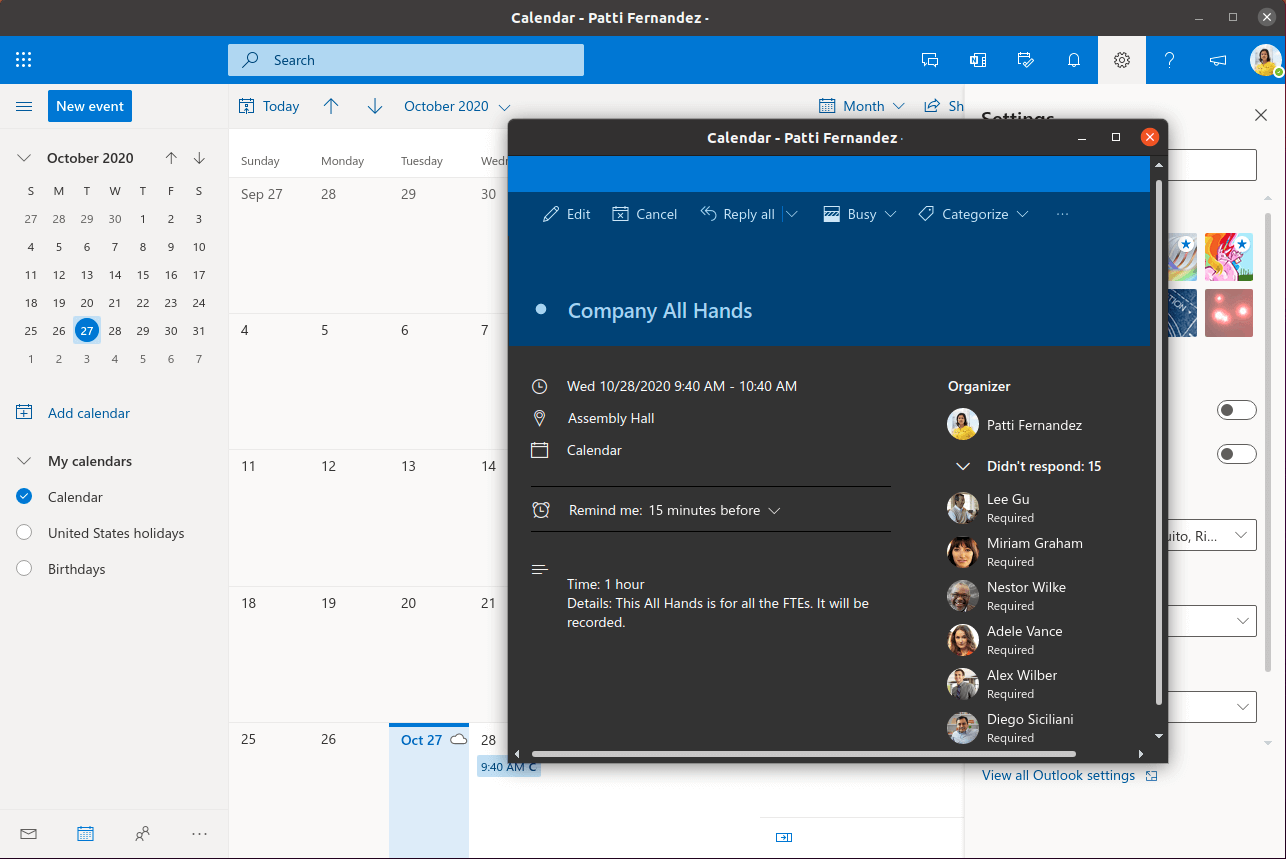 Calendar - Patti Fernandez -
Search
New event
Today
October 2020
Month
Sh
Settings
October 2020
S M T W T F S
27 28 29 30 1 2 3
4 5 6 7 8 9 10
11 12 13 14 15 16 17
18 19 20 21 22 23 24
25 26 27 28 29 30 31
1 2 3 4 5 6 7
Add calendar
My calendars
Calendar
United States holidays
Birthdays
Sunday Monday Tuesday Wedn
Sep 27 28 29 30
4 5 6 7
11 12 13 14
18 19 20 21
25 26 Oct 27 28
9:40 AM C
Calendar - Patti Fernandez -
Edit Cancel Reply all Busy Categorize ...
Company All Hands
Wed 10/28/2020 9:40 AM - 10:40 AM
Assembly Hall
Calendar
Remind me: 15 minutes before
Time: 1 hour
Details: This All Hands is for all the FTEs. It will be
recorded.
Organizer
Patti Fernandez
Didn't respond: 15
Lee Gu
Required
Miriam Graham
Required
Nestor Wilke
Required
Adele Vance
Required
Alex Wilber
Required
Diego Siciliani
Required
uito, Ri...
View all Outlook settings